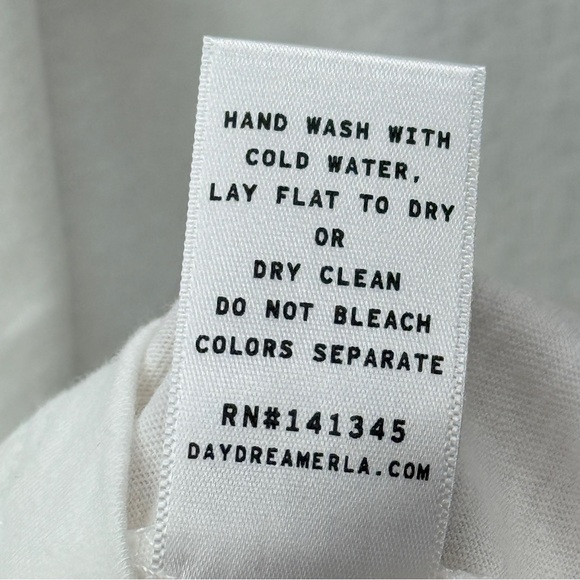 HAND WASH WITH
COLD WATER,
LAY FLAT TO DRY
OR
DRY CLEAN
DO NOT BLEACH
COLORS SEPARATE
RN#141345
DAYDREAMERLA.COM